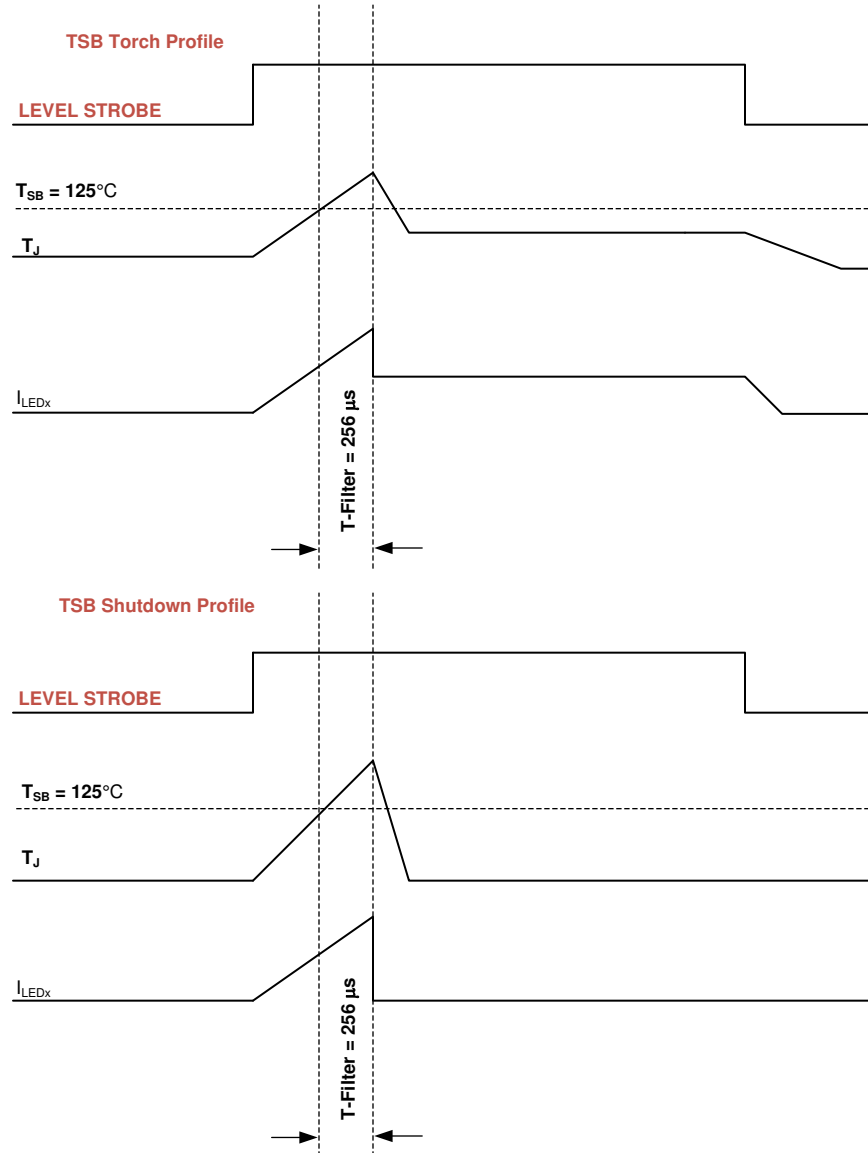 TSB Torch Profile
LEVEL STROBE
TSB = 125°C
TJ
ILEDx
T-Filter = 256 µs
TSB Shutdown Profile
LEVEL STROBE
TSB = 125°C
TJ
ILEDx
T-Filter = 256 µs